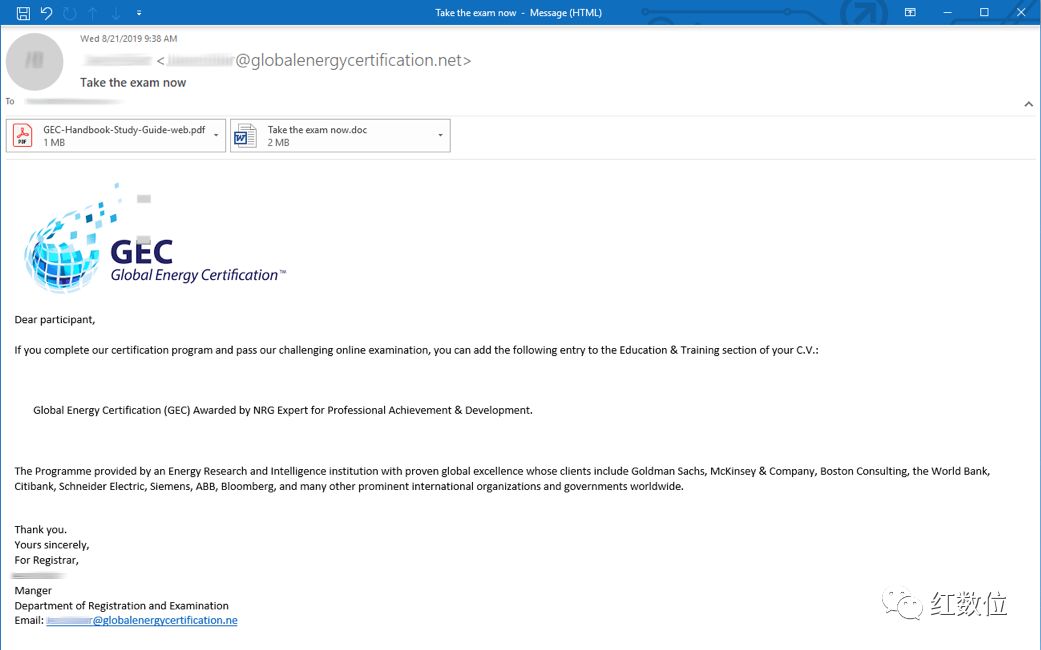 Take the exam now - Message (HTML)
Wed 8/21/2019 9:38 AM
< @globalenergycertification.net>
Take the exam now
To
GEC-Handbook-Study-Guide-web.pdf
1 MB
Take the exam now.doc
2 MB
GEC
Global Energy Certification™
Dear participant,
If you complete our certification program and pass our challenging online examination, you can add the following entry to the Education & Training section of your C.V.:
Global Energy Certification (GEC) Awarded by NRG Expert for Professional Achievement & Development.
The Programme provided by an Energy Research and Intelligence institution with proven global excellence whose clients include Goldman Sachs, McKinsey & Company, Boston Consulting, the World Bank,
Citibank, Schneider Electric, Siemens, ABB, Bloomberg, and many other prominent international organizations and governments worldwide.
Thank you.
Yours sincerely,
For Registrar,
Manger
Department of Registration and Examination
Email: @globalenergycertification.ne
红数位